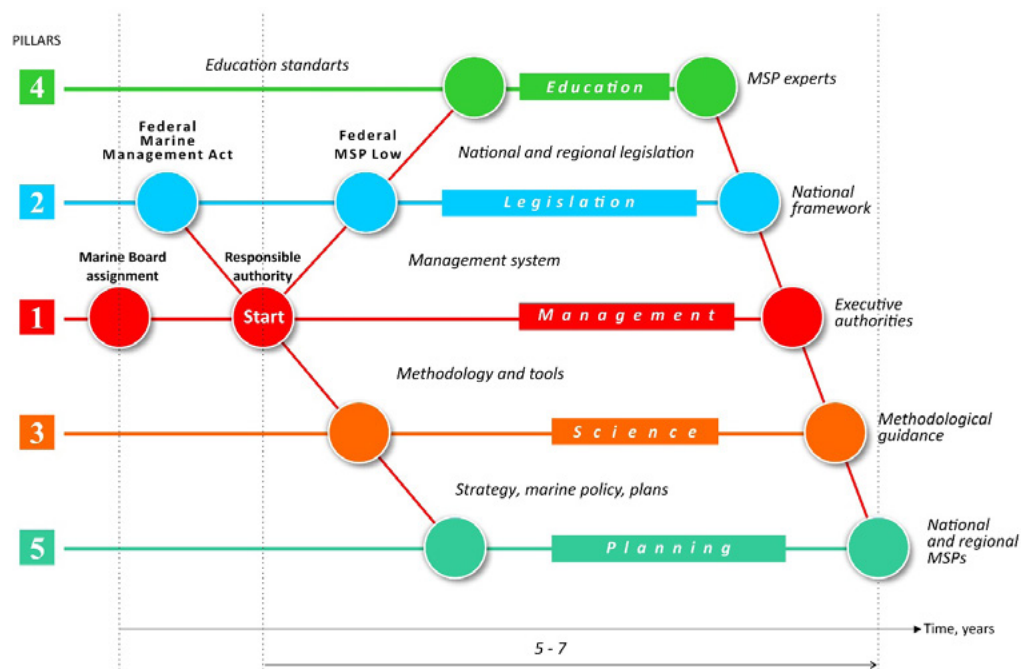 PILLARS
Education standarts
4
Education
MSP experts
Federal
Marine
Management Act
Federal
MSP Low
National and regional legislation
2
Legislation
National
framework
Marine Board
assignment
Responsible
authority
Management system
1
Start
Management
Executive
authorities
Methodology and tools
3
Science
Methodological
guidance
Strategy, marine policy, plans
5
Planning
National
and regional
MSPs
Time, years
5 - 7